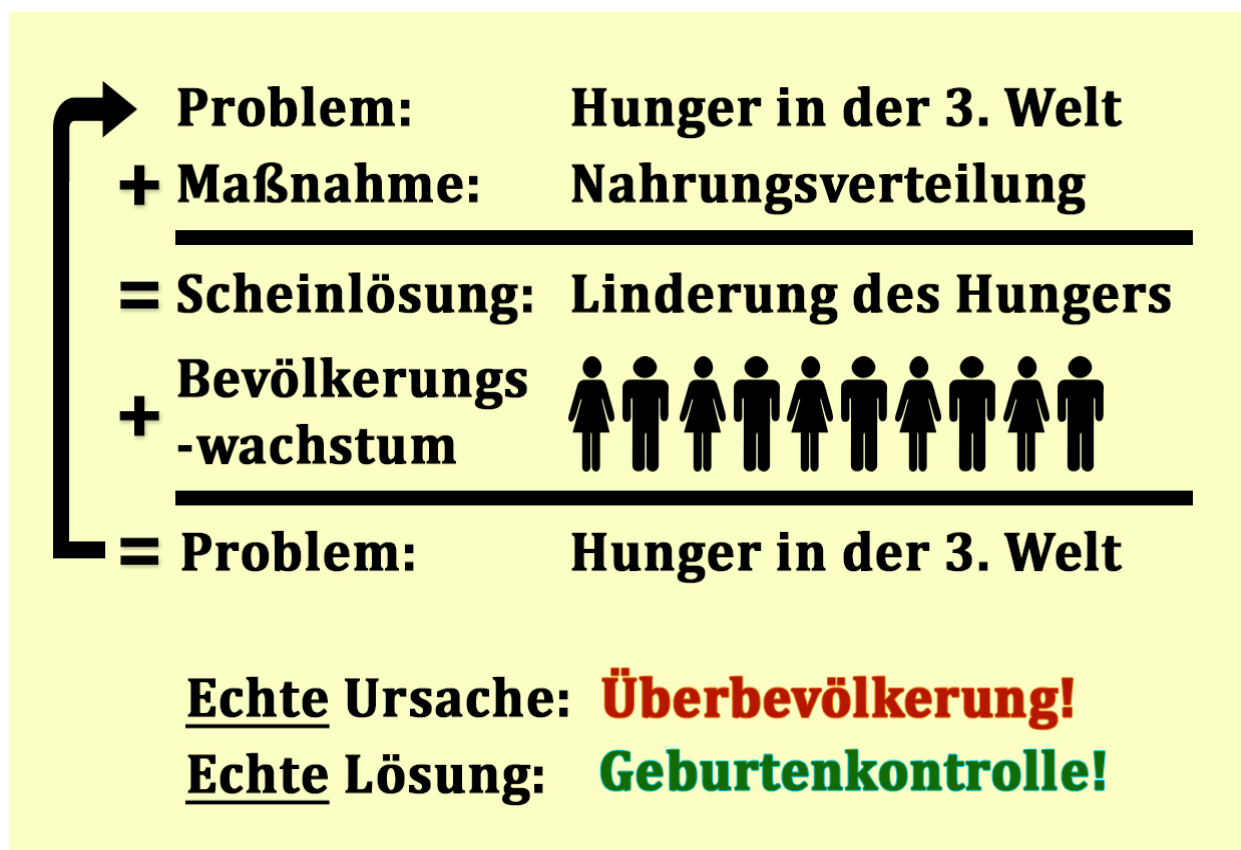 Problem: Hunger in der 3. Welt
+ Maßnahme: Nahrungsverteilung
= Scheinlösung: Linderung des Hungers
+ Bevölkerungs
-wachstum
= Problem: Hunger in der 3. Welt
Echte Ursache: Überbevölkerung!
Echte Lösung: Geburtenkontrolle!